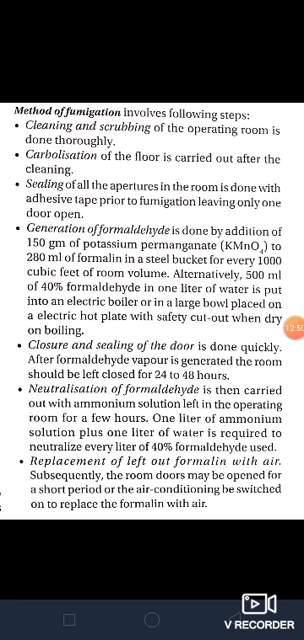 Method of fumigation involves following steps:
• Cleaning and scrubbing of the operating room is
done thoroughly.
• Carbolisation of the floor is carried out after the
cleaning.
• Sealing of all the apertures in the room is done with
adhesive tape prior to fumigation leaving only one
door open.
• Generation of formaldehyde is done by addition of
150 gm of potassium permanganate (KMnO4) to
280 ml of formalin in a steel bucket for every 1000
cubic feet of room volume. Alternatively, 500 ml
of 40% formaldehyde in one liter of water is put
into an electric boiler or in a large bowl placed on
a electric hot plate with safety cut-out when dry
on boiling.
• Closure and sealing of the door is done quickly.
After formaldehyde vapour is generated the room
should be left closed for 24 to 48 hours.
• Neutralisation of formaldehyde is then carried
out with ammonium solution left in the operating
room for a few hours. One liter of ammonium
solution plus one liter of water is required to
neutralize every liter of 40% formaldehyde used.
• Replacement of left out formalin with air.
Subsequently, the room doors may be opened for
a short period or the air-conditioning be switched
on to replace the formalin with air.
12:50
V RECORDER